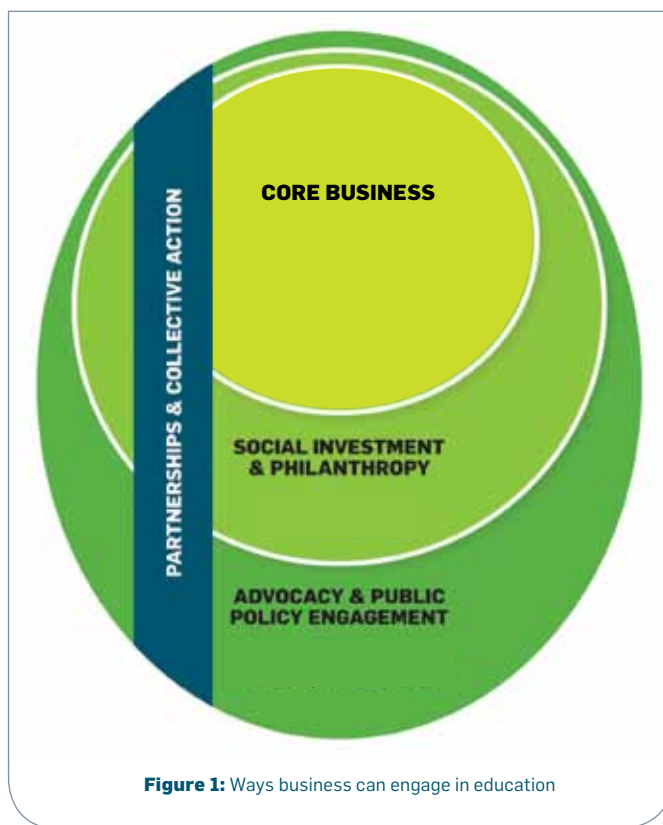 CORE BUSINESS
PARTNERSHIPS & COLLECTIVE ACTION
SOCIAL INVESTMENT
& PHILANTHROPY
ADVOCACY & PUBLIC
POLICY ENGAGEMENT
Figure 1: Ways business can engage in education